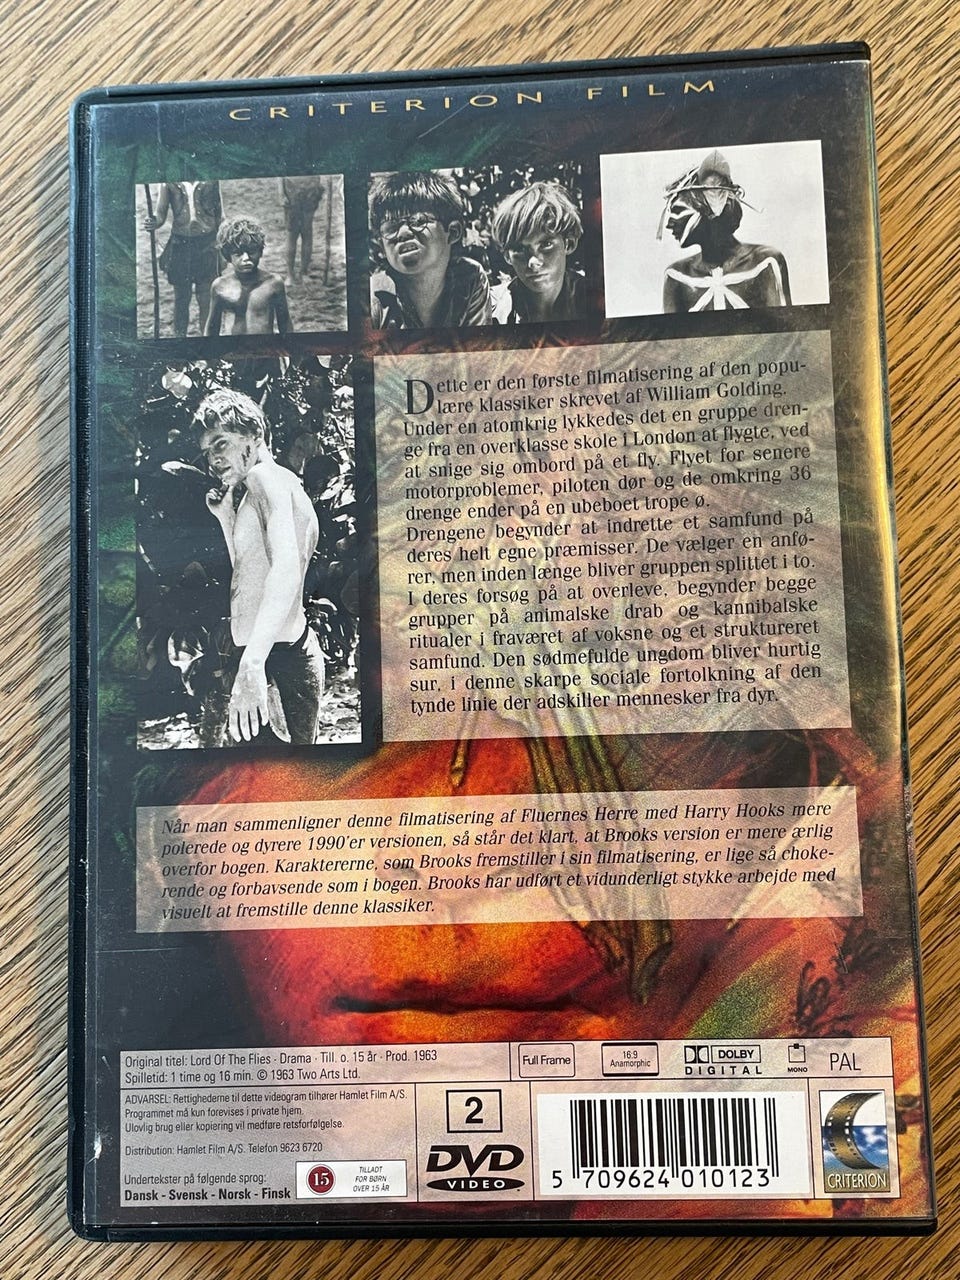 CRITERION FILM
Dette er den første filmatisering af den popu-
lære klassiker skrevet af William Golding.
Under en atomkrig lykkedes det en gruppe dren-
ge fra en overklasse skole i London at flygte, ved
at snige sig ombord på et fly. Flyet for senere
motorproblemer, piloten dør og de omkring 36
drenge ender på en ubeboet trope ø.
Drengene begynder at indrette et samfund på
deres helt egne præmisser. De vælger en anfø-
rer, men inden længe bliver gruppen splittet i to.
I deres forsøg på at overleve, begynder begge
grupper på animalske drab og kannibalske
ritualer i fraværet af voksne og et struktureret
samfund. Den sødmefulde ungdom bliver hurtig
sur, i denne skarpe sociale fortolkning af den
tynde linie der adskiller mennesker fra dyr.
Når man sammenligner denne filmatisering af Fluernes Herre med Harry Hooks mere
polerede og dyrere 1990'er versionen, så står det klart, at Brooks version er mere ærlig
overfor bogen. Karaktererne, som Brooks fremstiller i sin filmatisering, er lige så choke-
rende og forbavsende som i bogen. Brooks har udført et vidunderligt stykke arbejde med
visuelt at fremstille denne klassiker.
Original titel: Lord Of The Flies · Drama · Till. o. 15 år · Prod. 1963
Spilletid: 1 time og 16 min. © 1963 Two Arts Ltd.
Full Frame
16:9
Anamorphic
DOLBY
DIGITAL
MONO
PAL
ADVARSEL: Rettighederne til dette videogram tilhører Hamlet Film A/S.
Programmet må kun forevises i private hjem.
Ulovlig brug eller kopiering vil medføre retsforfølgelse.
Distribution: Hamlet Film A/S. Telefon 9623 6720
Undertekster på følgende sprog:
Dansk - Svensk - Norsk - Finsk
15
TILLADT
FOR BØRN
OVER 15 ÅR
2
DVD
VIDEO
5 709624 010123
CRITERION